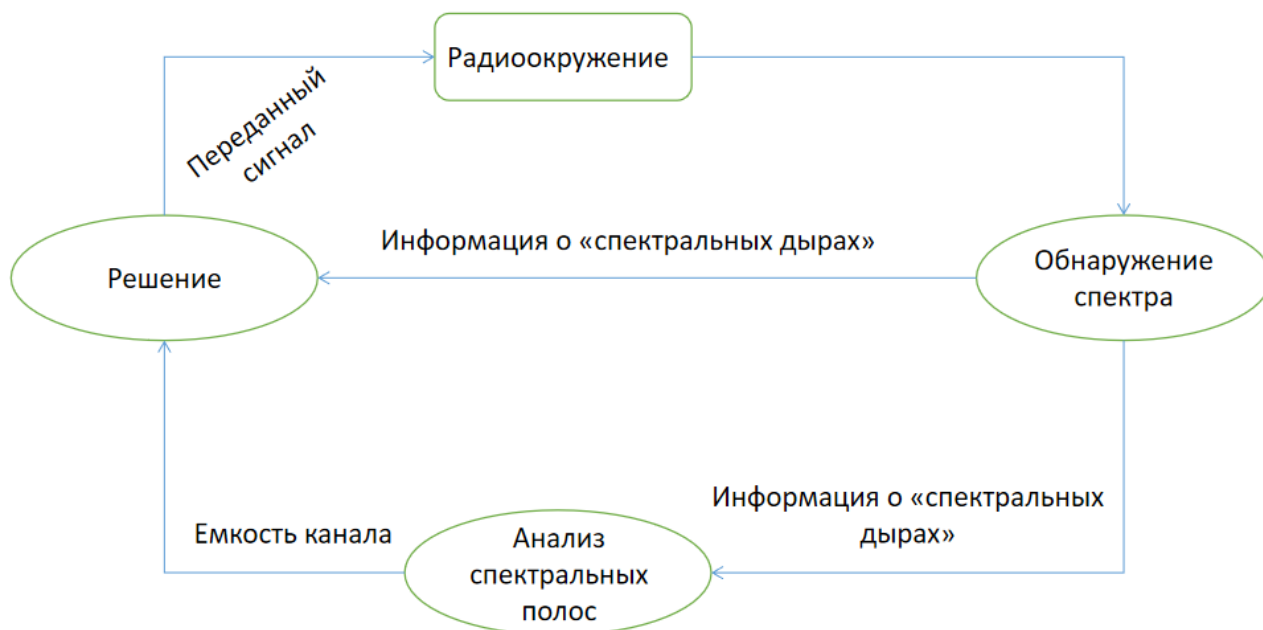 Радиоокружение
Переданный
сигнал
Информация о «спектральных дырах»
Решение
Обнаружение
спектра
Информация о «спектральных
дырах»
Емкость канала
Анализ
спектральных
полос